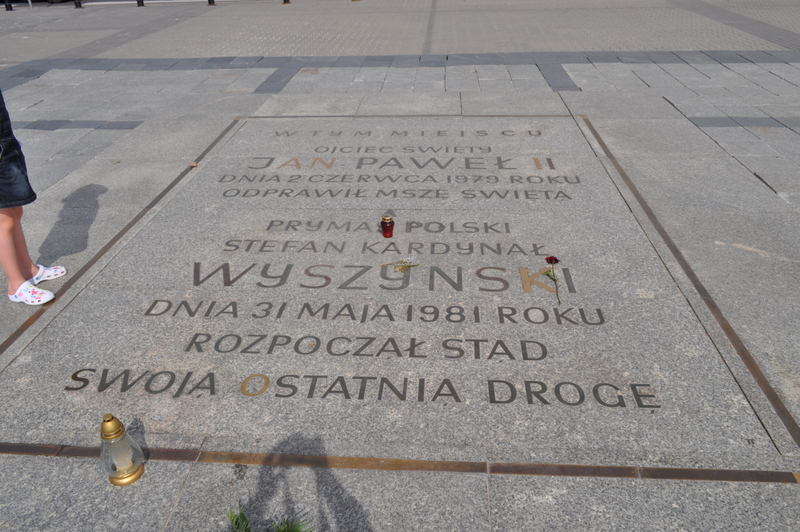 W TYM MIEJSCU
OJCIEC ŚWIĘTY
JAN PAWEŁ II
DNIA 2 CZERWCA 1979 ROKU
ODPRAWIŁ MSZĘ ŚWIĘTĄ
PRYMAS POLSKI
STEFAN KARDYNAŁ
WYSZYŃSKI
DNIA 31 MAJA 1981 ROKU
ROZPOCZĄŁ STĄD
SWOJĄ OSTATNIĄ DROGĘ